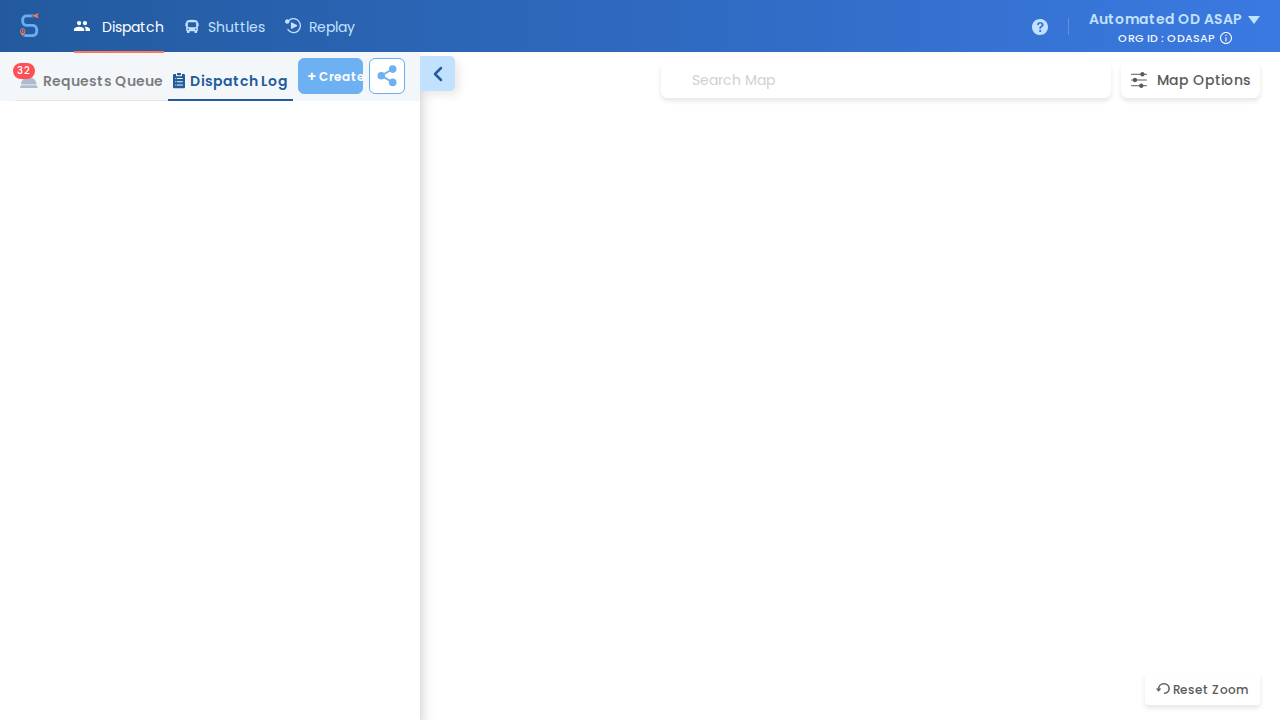 Dispatch
Shuttles
Replay
?
Automated OD ASAP
ORG ID : ODASAP
32
Requests Queue
Dispatch Log
+ Create
Search Map
Map Options
Reset Zoom